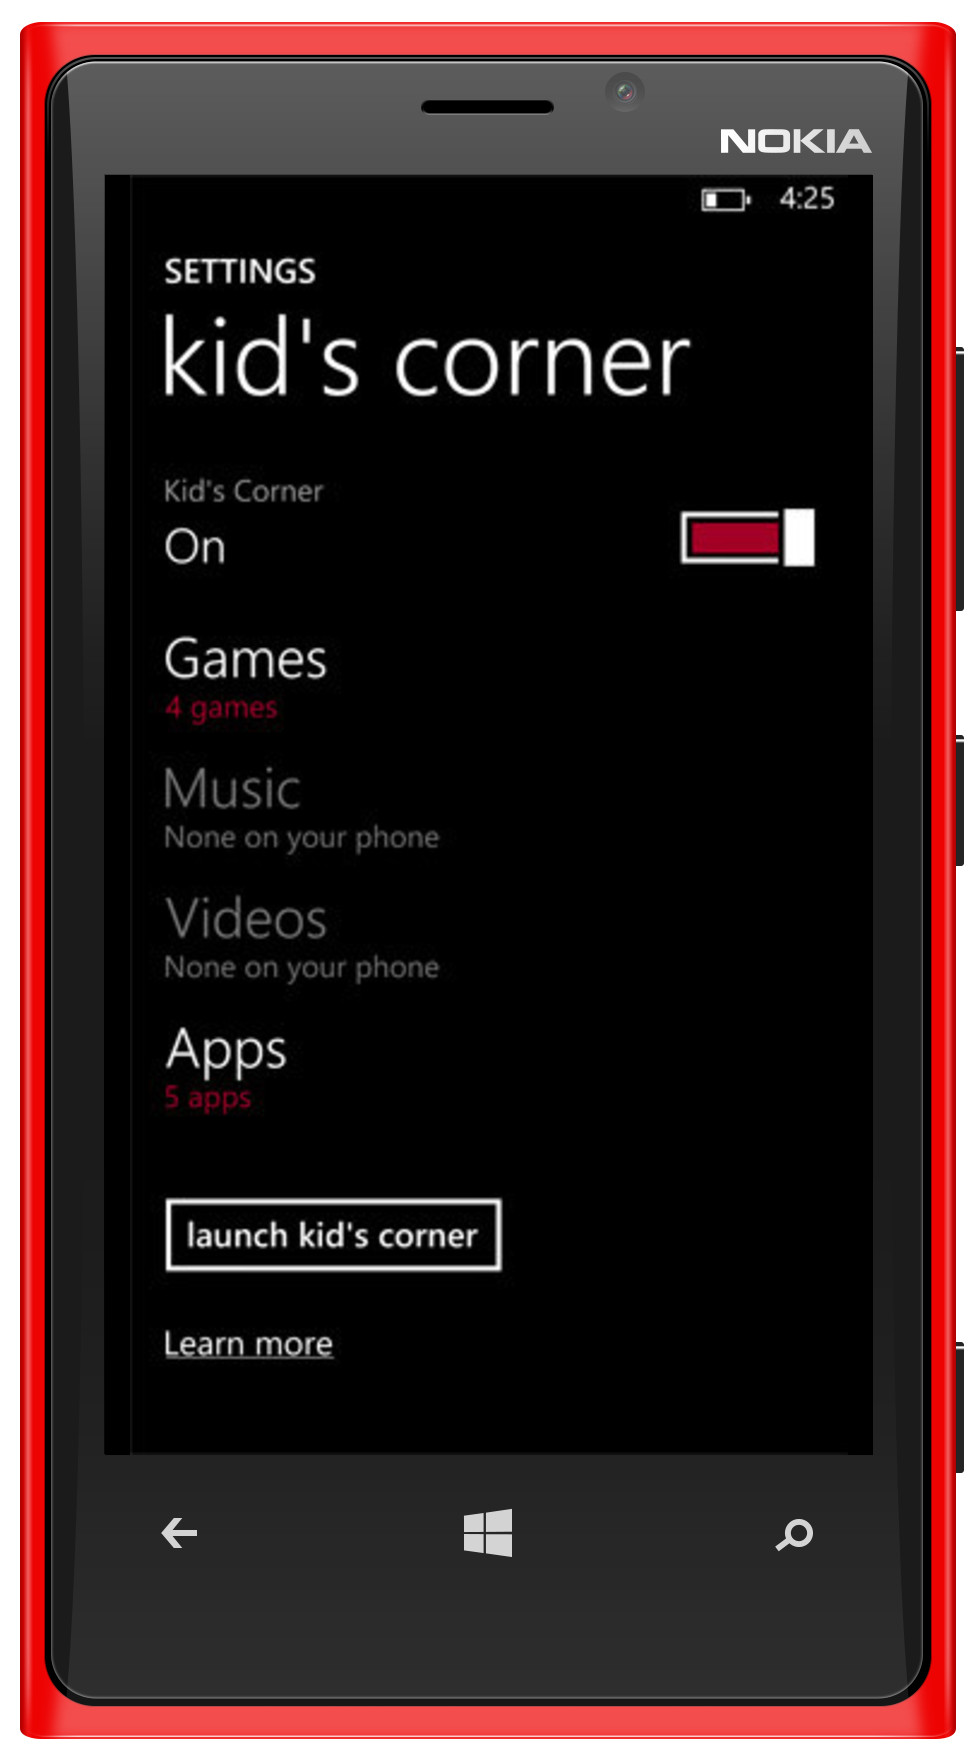 NOKIA
4:25
SETTINGS
kid's corner
Kid's Corner
On
Games
4 games
Music
None on your phone
Videos
None on your phone
Apps
5 apps
launch kid's corner
Learn more